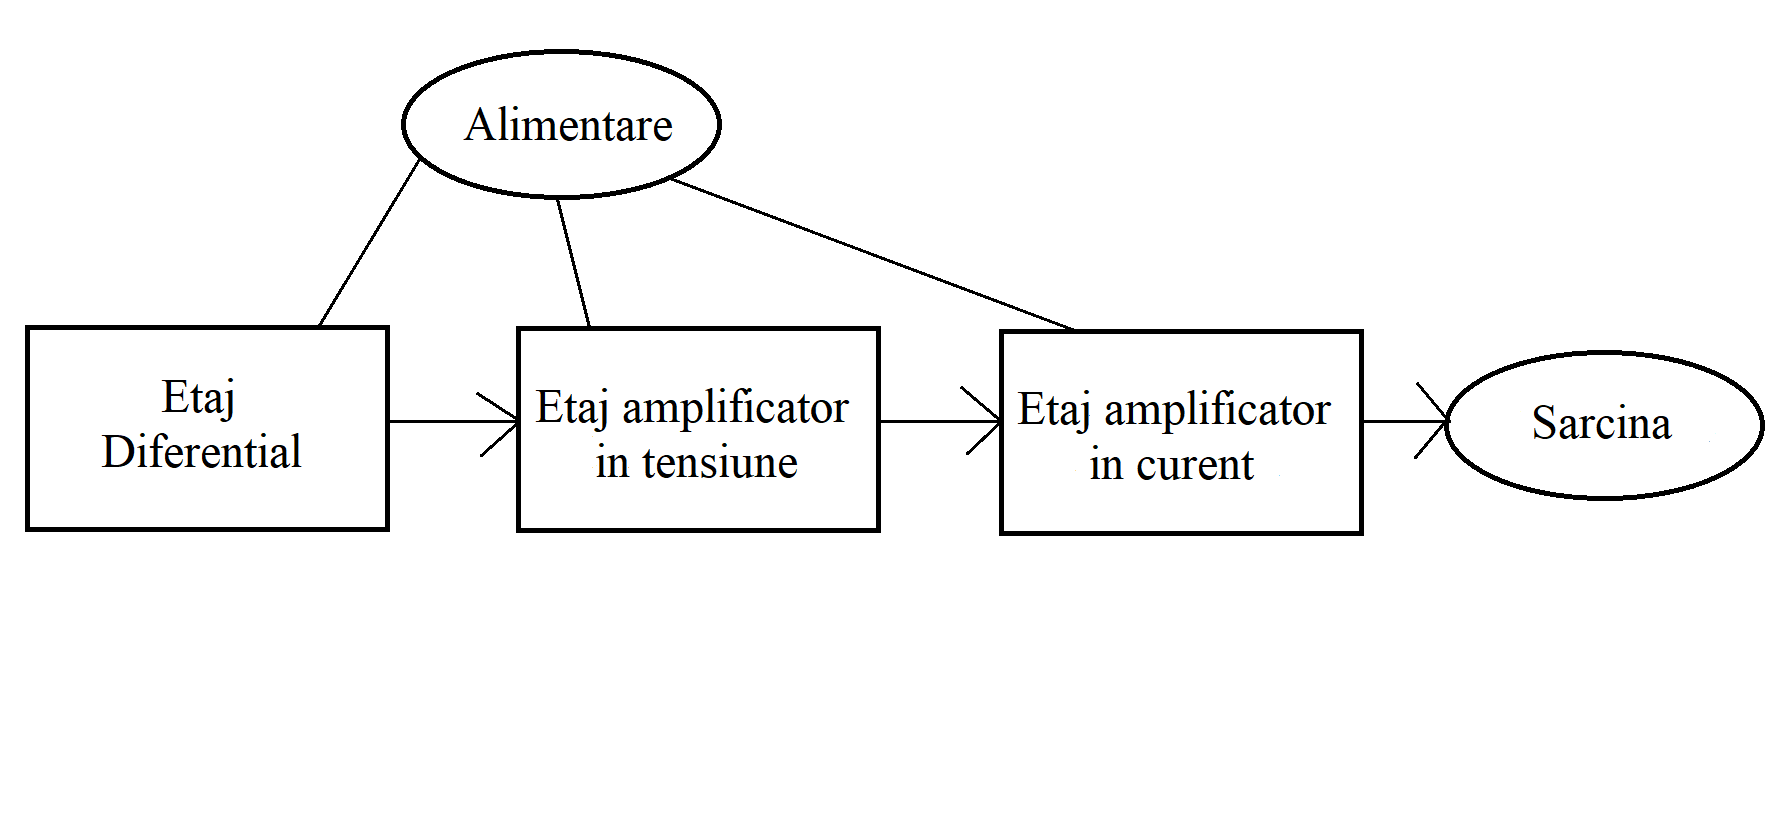 Alimentare
Etaj
Diferential
Etaj amplificator
in tensiune
Etaj amplificator
in curent
Sarcina